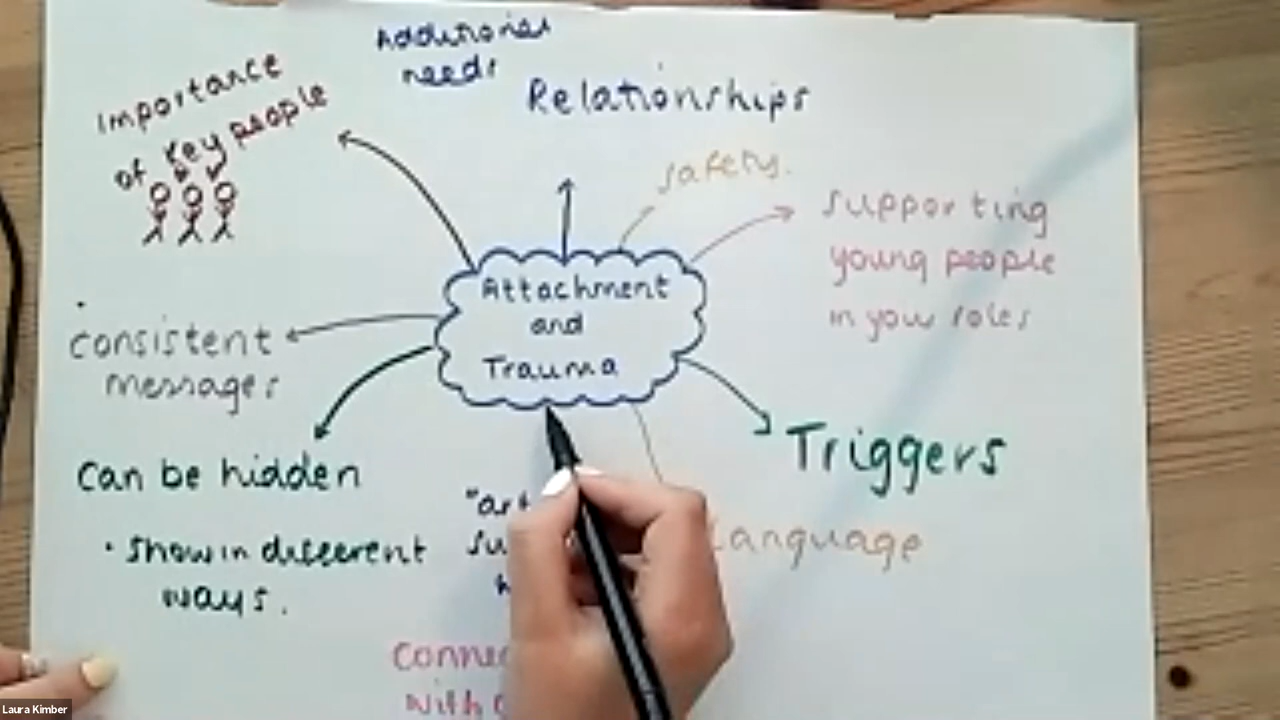 Additional
needs
Importance
of key people
Relationships
safety.
supporting
young people
in your roles
Attachment
and
Trauma
consistent
messages
Can be hidden
• Show in different
ways.
Triggers
Language
with
Laura Kimber